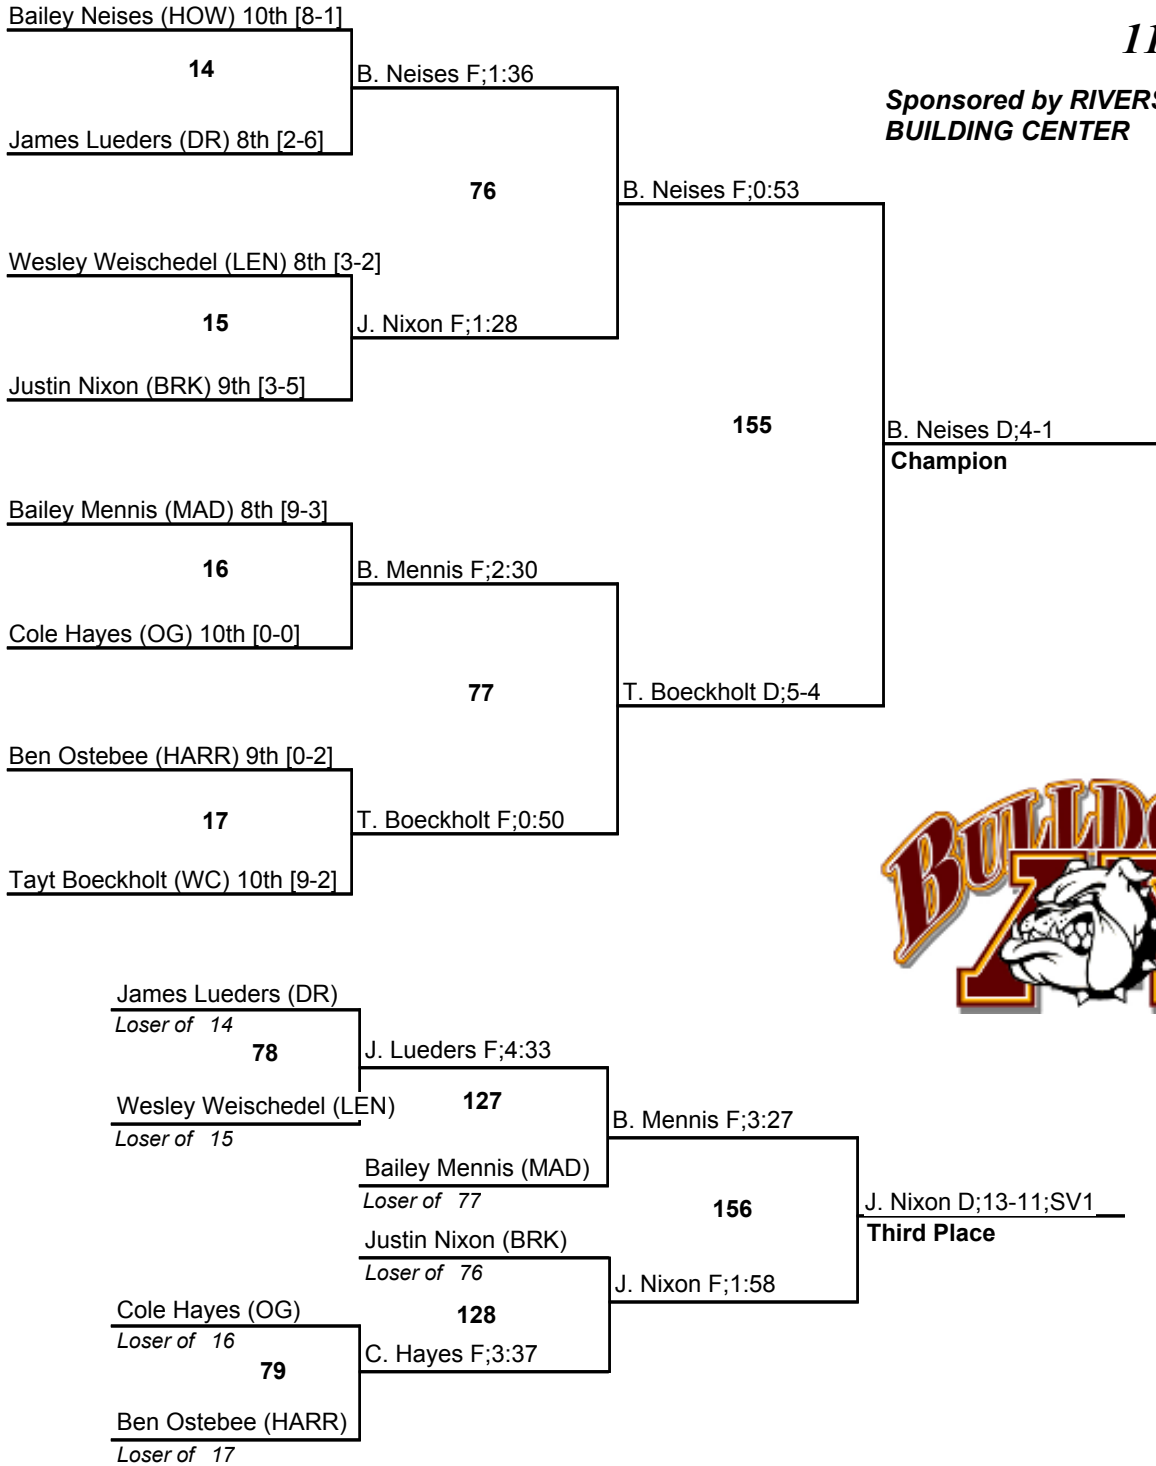 Bailey Neises (HOW) 10th [8-1]
11
14
B. Neises F;1:36
Sponsored by RIVERS
BUILDING CENTER
James Lueders (DR) 8th [2-6]
76
B. Neises F;0:53
Wesley Weischedel (LEN) 8th [3-2]
15
J. Nixon F;1:28
Justin Nixon (BRK) 9th [3-5]
155
B. Neises D;4-1
Champion
Bailey Mennis (MAD) 8th [9-3]
16
B. Mennis F;2:30
Cole Hayes (OG) 10th [0-0]
77
T. Boeckholt D;5-4
Ben Ostebee (HARR) 9th [0-2]
17
T. Boeckholt F;0:50
Tayt Boeckholt (WC) 10th [9-2]
BULLDO
James Lueders (DR)
Loser of 14
78
J. Lueders F;4:33
Wesley Weischedel (LEN)
Loser of 15
127
B. Mennis F;3:27
Bailey Mennis (MAD)
Loser of 77
156
J. Nixon D;13-11;SV1
Third Place
Justin Nixon (BRK)
Loser of 76
J. Nixon F;1:58
Cole Hayes (OG)
Loser of 16
128
79
C. Hayes F;3:37
Ben Ostebee (HARR)
Loser of 17